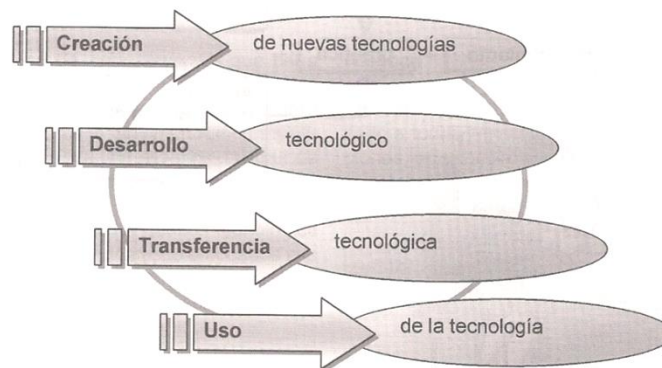 Creación de nuevas tecnologías
Desarrollo tecnológico
Transferencia tecnológica
Uso de la tecnología